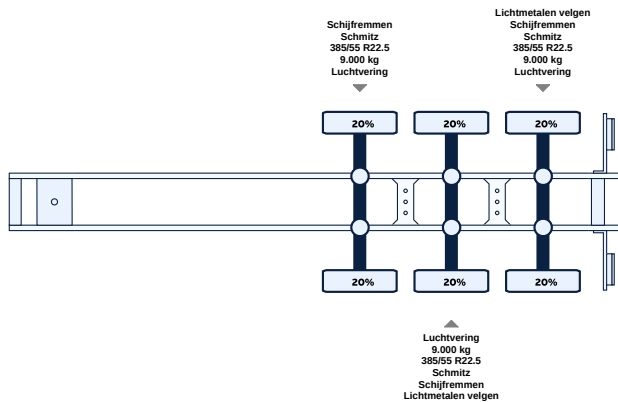 Schijfremmen
Schmitz
385/55 R22.5
9.000 kg
Luchtvering
Lichtmetalen velgen
Schijfremmen
Schmitz
385/55 R22.5
9.000 kg
Luchtvering
20%
20%
20%
20%
20%
20%
Luchtvering
9.000 kg
385/55 R22.5
Schmitz
Schijfremmen
Lichtmetalen velgen